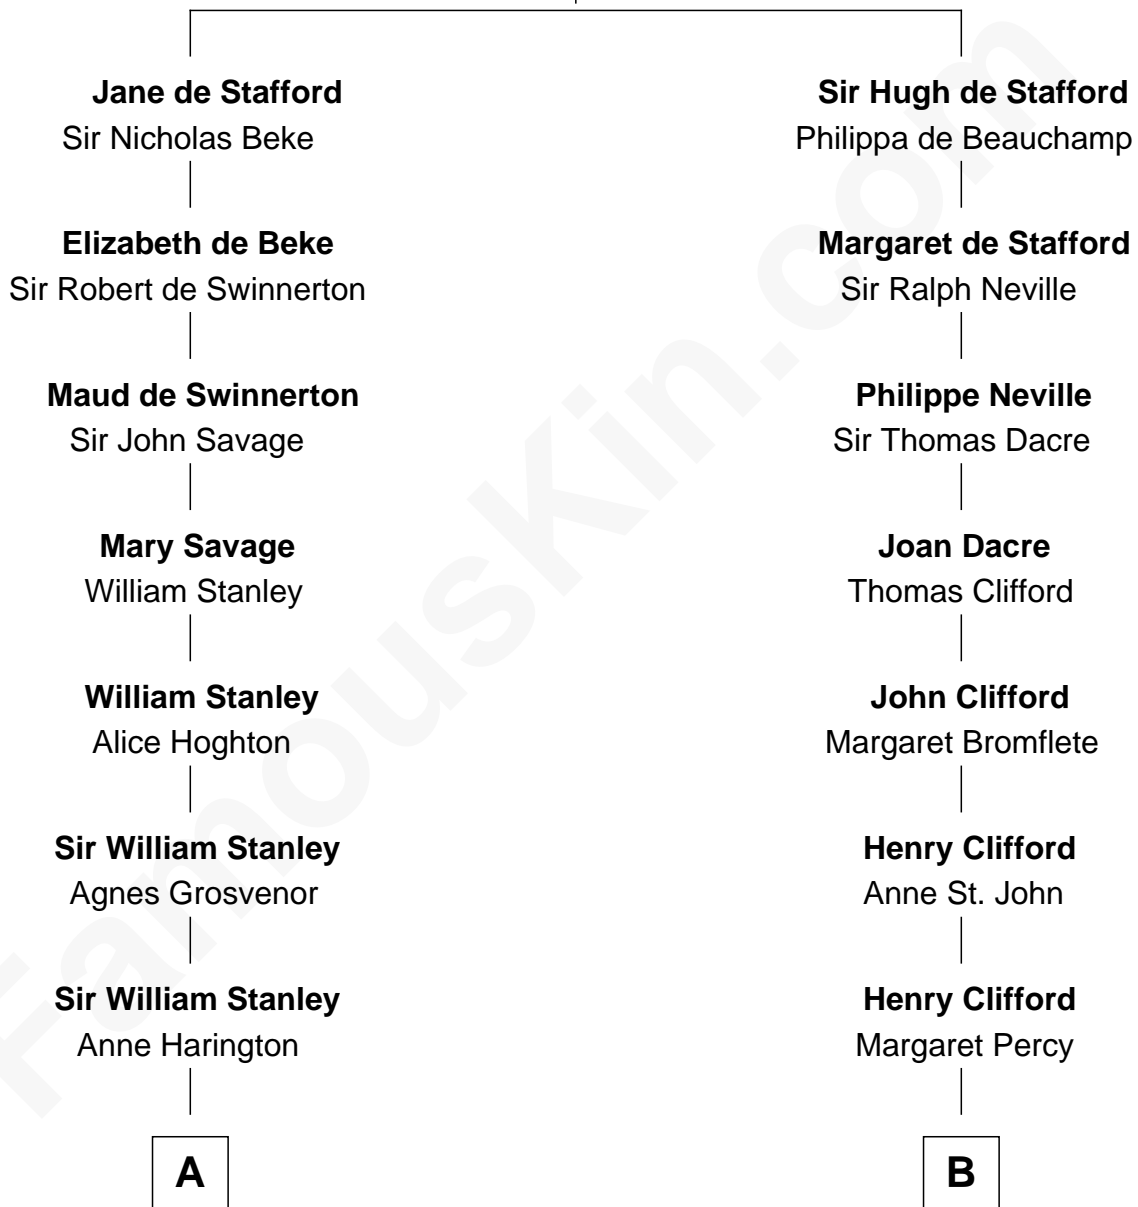 Jane de Stafford
Sir Nicholas Beke
Sir Hugh de Stafford
Philippa de Beauchamp
Elizabeth de Beke
Sir Robert de Swinnerton
Margaret de Stafford
Sir Ralph Neville
Maud de Swinnerton
Sir John Savage
Philippe Neville
Sir Thomas Dacre
Mary Savage
William Stanley
Joan Dacre
Thomas Clifford
William Stanley
Alice Hoghton
John Clifford
Margaret Bromflete
Sir William Stanley
Agnes Grosvenor
Henry Clifford
Anne St. John
Sir William Stanley
Anne Harington
Henry Clifford
Margaret Percy
A
B
FamousKin.com